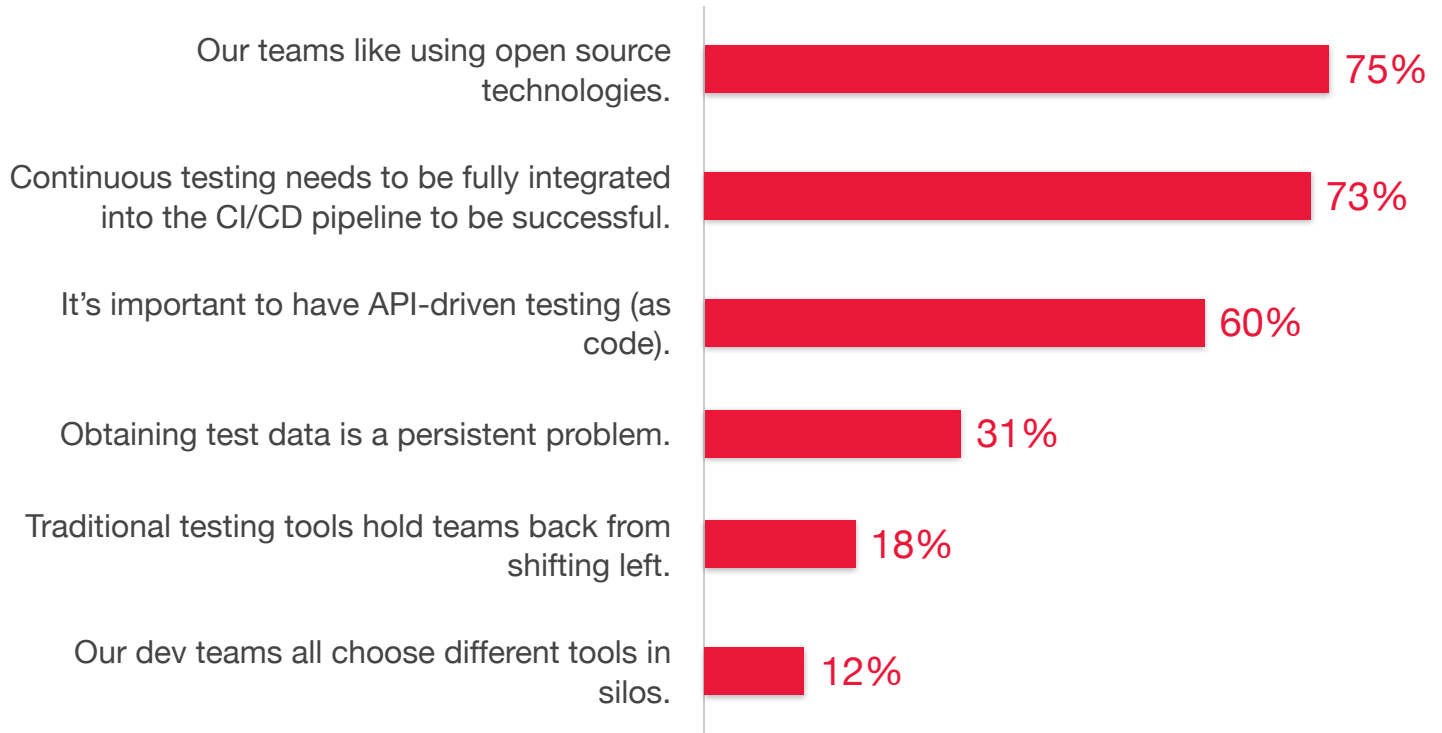 Our teams like using open source
technologies.
75%
Continuous testing needs to be fully integrated
into the CI/CD pipeline to be successful.
73%
It’s important to have API-driven testing (as
code).
60%
Obtaining test data is a persistent problem.
31%
Traditional testing tools hold teams back from
shifting left.
18%
Our dev teams all choose different tools in
silos.
12%